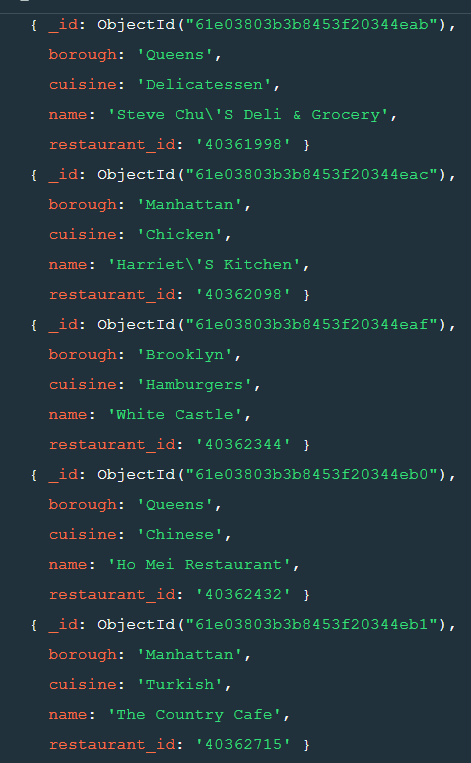 { _id: ObjectId("61e03803b3b8453f20344eab"),
borough: 'Queens',
cuisine: 'Delicatessen',
name: 'Steve Chu\'S Deli & Grocery',
restaurant_id: '40361998' }
{ _id: ObjectId("61e03803b3b8453f20344eac"),
borough: 'Manhattan',
cuisine: 'Chicken',
name: 'Harriet\'S Kitchen',
restaurant_id: '40362098' }
{ _id: ObjectId("61e03803b3b8453f20344eaf"),
borough: 'Brooklyn',
cuisine: 'Hamburgers',
name: 'White Castle',
restaurant_id: '40362344' }
{ _id: ObjectId("61e03803b3b8453f20344eb0"),
borough: 'Queens',
cuisine: 'Chinese',
name: 'Ho Mei Restaurant',
restaurant_id: '40362432' }
{ _id: ObjectId("61e03803b3b8453f20344eb1"),
borough: 'Manhattan',
cuisine: 'Turkish',
name: 'The Country Cafe',
restaurant_id: '40362715' }